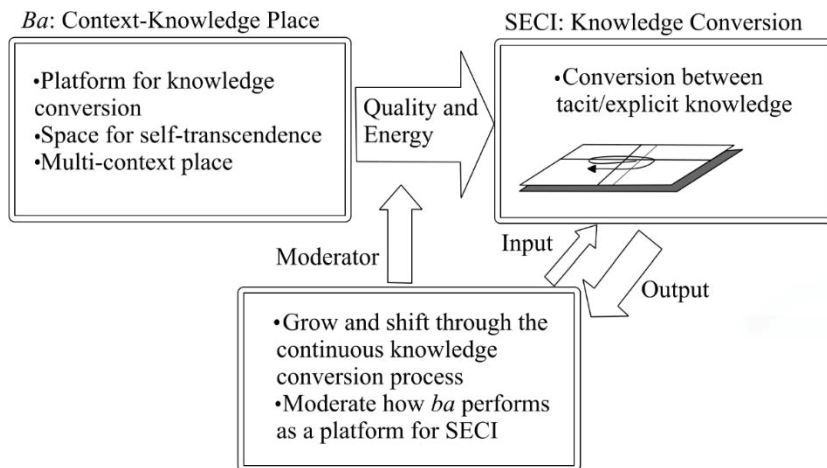 Ba: Context-Knowledge Place
SECI: Knowledge Conversion
•Platform for knowledge
conversion
•Space for self-transcendence
•Multi-context place
Quality and
Energy
•Conversion between
tacit/explicit knowledge
Moderator
Input
Output
•Grow and shift through the
continuous knowledge
conversion process
•Moderate how ba performs
as a platform for SECI